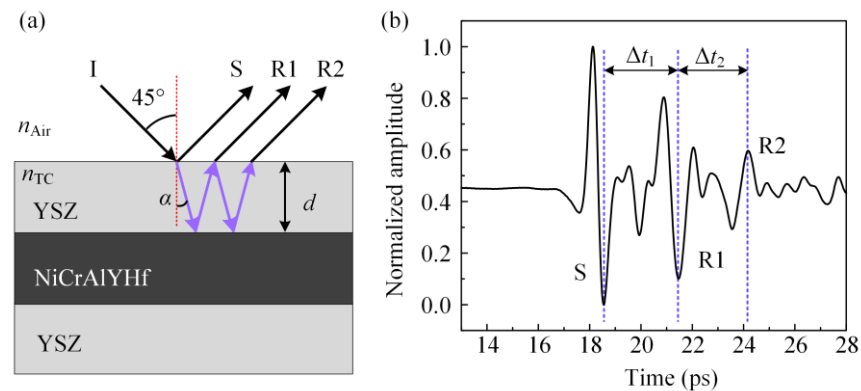 (a)
I
S
R1
R2
45°
n_Air
n_TC
YSZ
α
d
NiCrAlYHf
YSZ
(b)
Normalized amplitude
1.0
0.8
0.6
0.4
0.2
0.0
Δt₁
Δt₂
R2
S
R1
14 16 18 20 22 24 26 28
Time (ps)